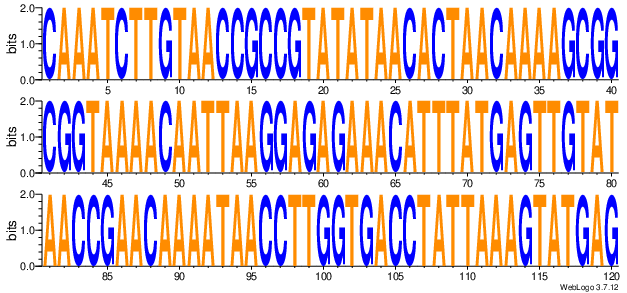 2.0
1.0
0.0
bits
CAAATCTTGTAACCGCCGTATATAACACTAACAAAAGCGG
5 10 15 20 25 30 35 40
2.0
1.0
0.0
bits
CGGTAAAACAATTAAGGAGAGAAACATTTATGAGTTGTAT
45 50 55 60 65 70 75 80
2.0
1.0
0.0
bits
AACCGAACAAAATAACCTTGGTGACCTATTAAAGTATGAG
85 90 95 100 105 110 115 120
WebLogo 3.7.12